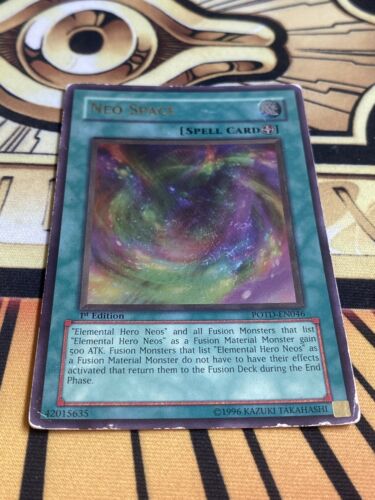 Neo Space
[Spell Card]
1st Edition
POTD-EN046
"Elemental Hero Neos" and all Fusion Monsters that list
"Elemental Hero Neos" as a Fusion Material Monster gain
500 ATK. Fusion Monsters that list "Elemental Hero Neos" as
a Fusion Material Monster do not have to have their effects
activated that return them to the Fusion Deck during the End
Phase.
42015635
©1996 KAZUKI TAKAHASHI